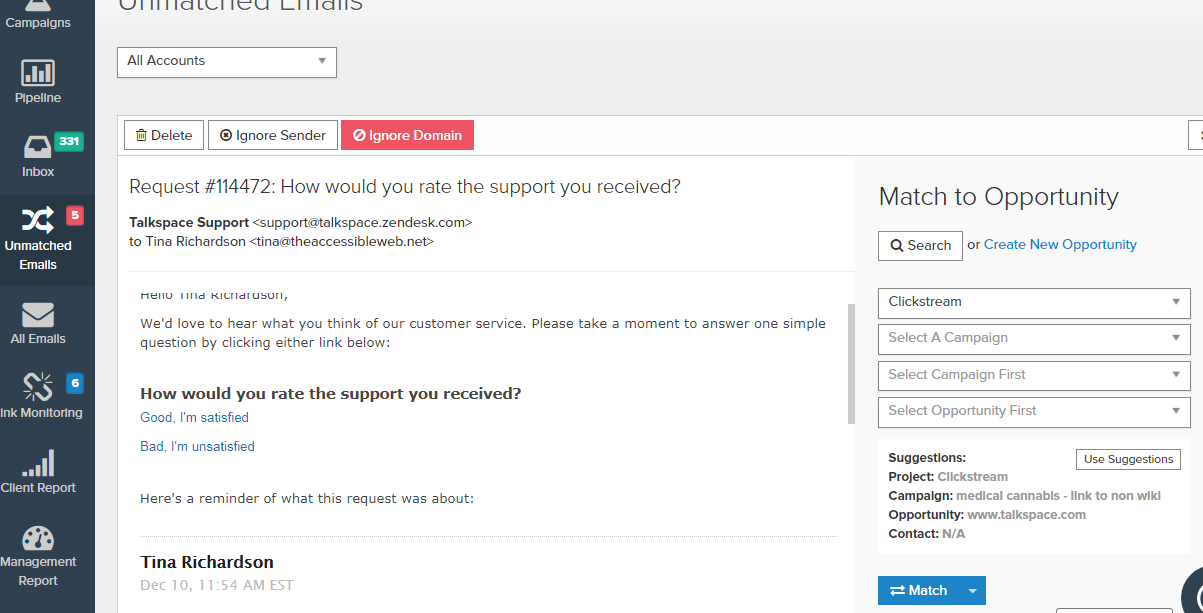 Campaigns
Pipeline
331
Inbox
5
Unmatched
Emails
All Emails
6
ink Monitoring
Client Report
Management
Report
Unmatched Emails
All Accounts
Delete
Ignore Sender
Ignore Domain
Request #114472: How would you rate the support you received?
Talkspace Support <support@talkspace.zendesk.com>
to Tina Richardson <tina@theaccessibleweb.net>
Hello Tina Richardson,
We'd love to hear what you think of our customer service. Please take a moment to answer one simple
question by clicking either link below:
How would you rate the support you received?
Good, I'm satisfied
Bad, I'm unsatisfied
Here's a reminder of what this request was about:
Tina Richardson
Dec 10, 11:54 AM EST
Match to Opportunity
Search or Create New Opportunity
Clickstream
Select A Campaign
Select Campaign First
Select Opportunity First
Suggestions:
Use Suggestions
Project: Clickstream
Campaign: medical cannabis - link to non wiki
Opportunity: www.talkspace.com
Contact: N/A
Match